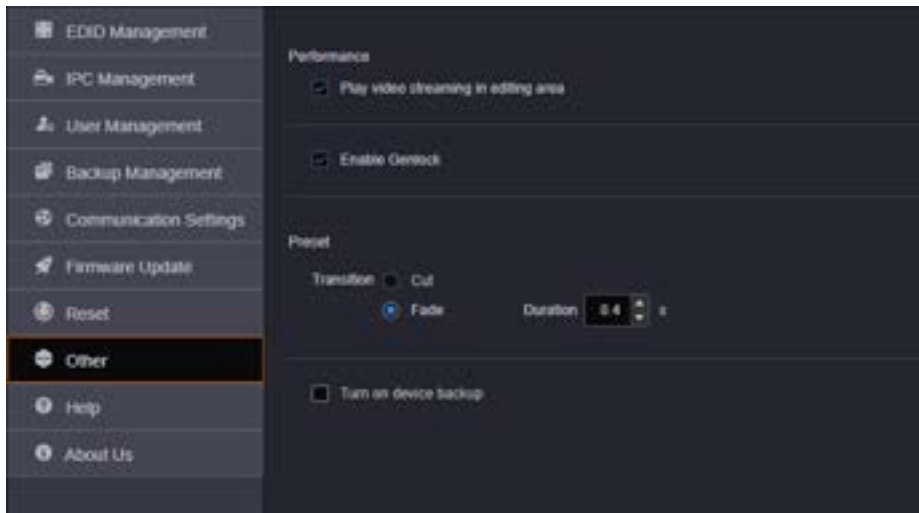 EDID Management
IPC Management
User Management
Backup Management
Communication Settings
Firmware Update
Reset
Other
Help
About Us
Performance
Play video streaming in editing area
Enable Genlock
Preset
Transition Cut
Fade Duration 0.4 s
Turn on device backup